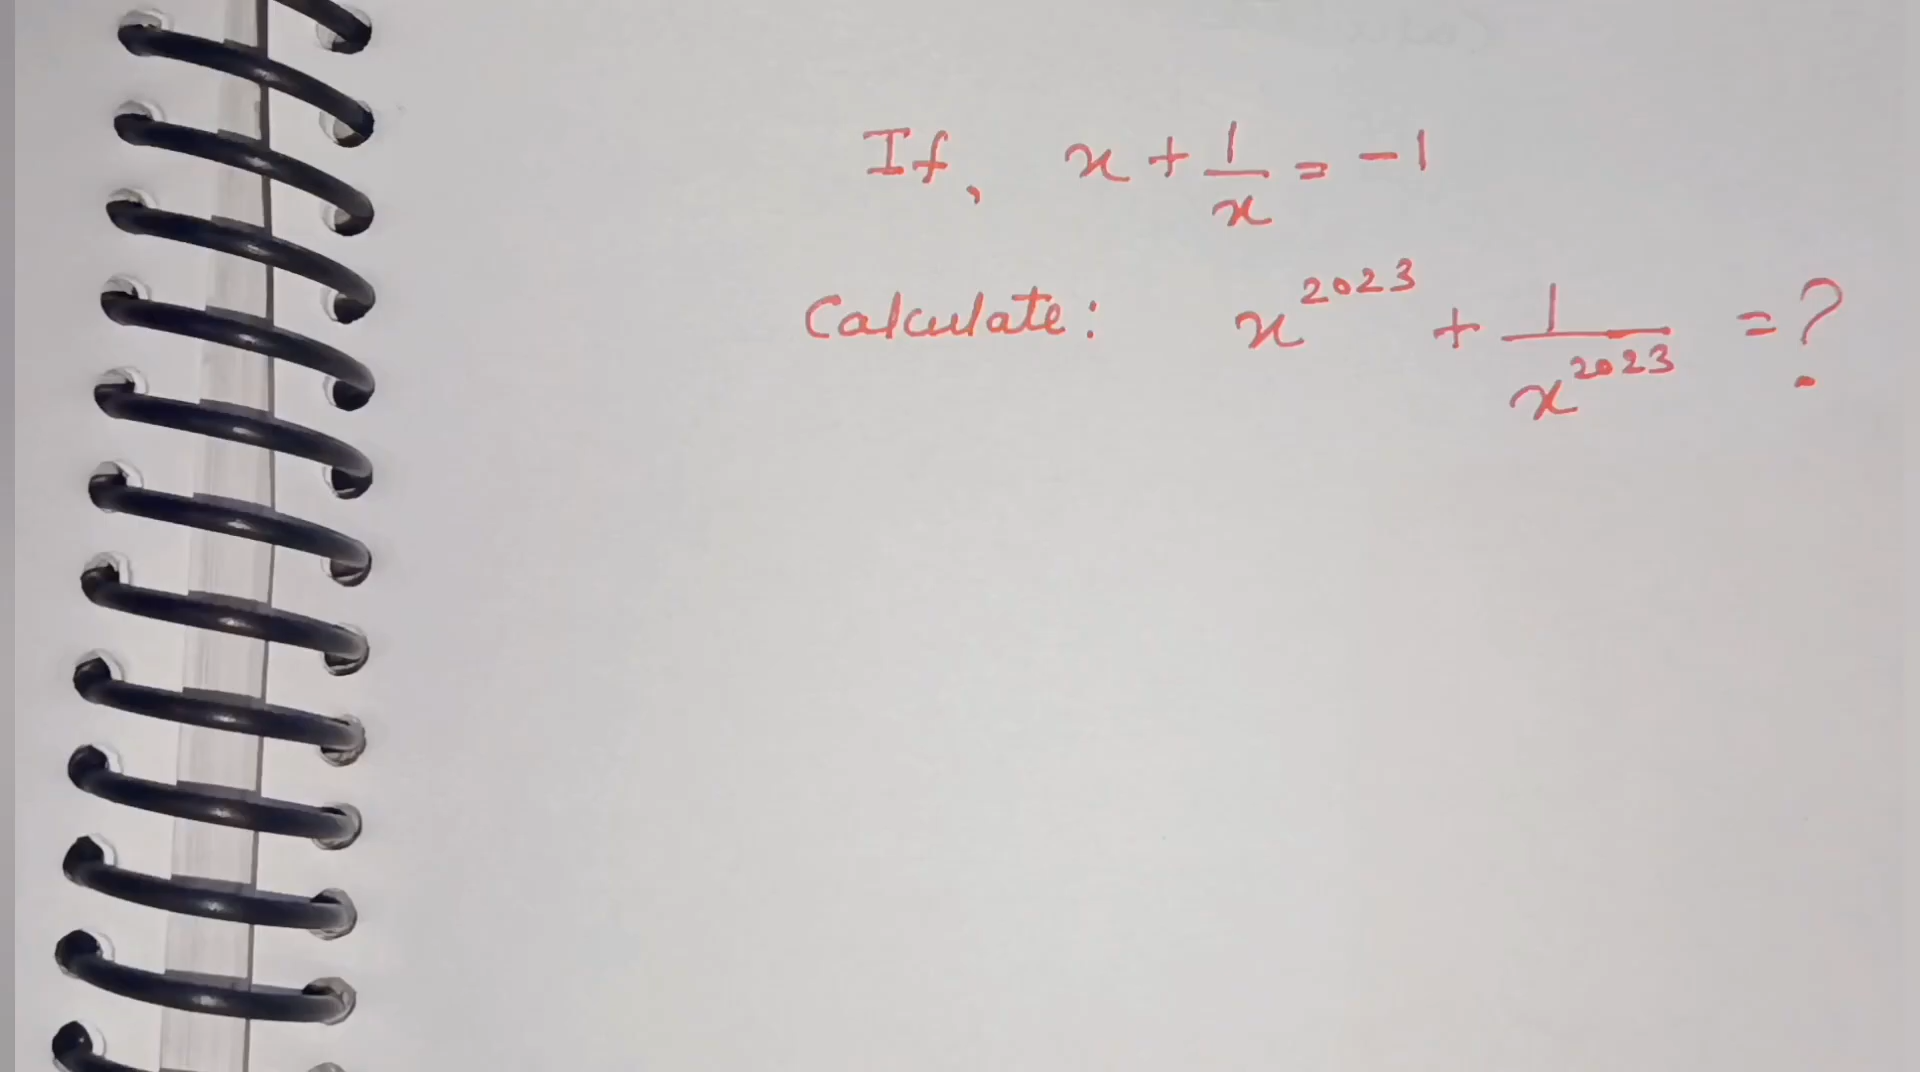 If, x + 1/x = -1
Calculate: x^2023 + 1/x^2023 = ?